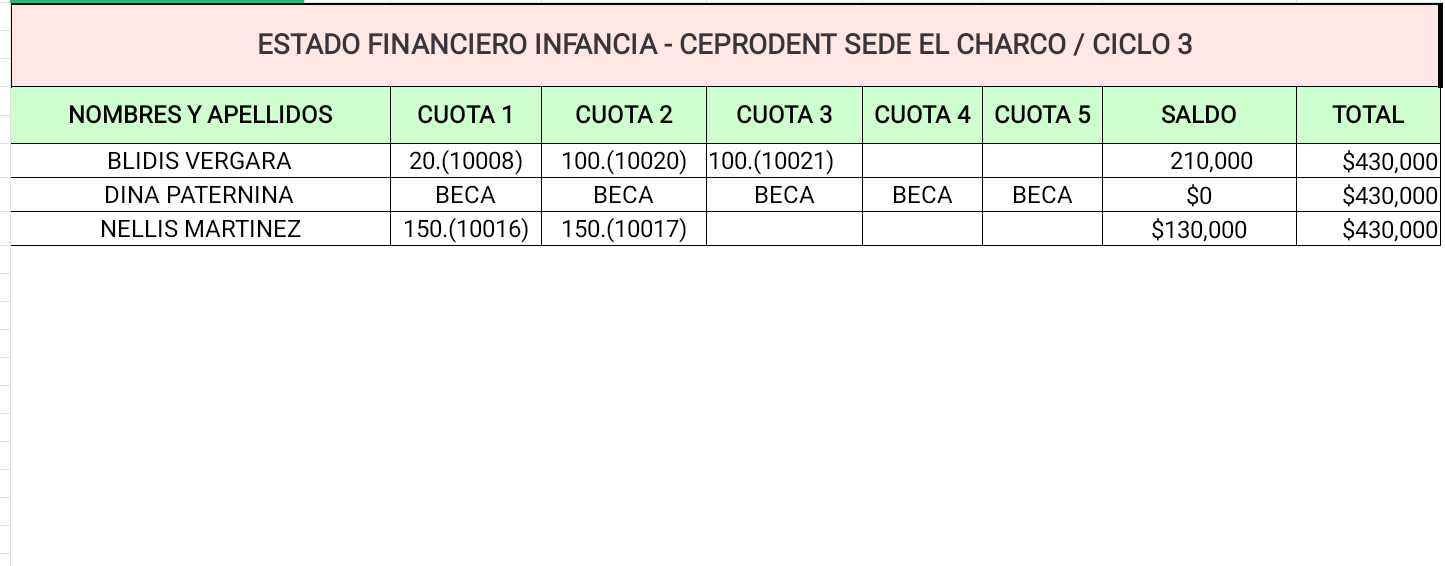 ESTADO FINANCIERO INFANCIA - CEPRODENT SEDE EL CHARCO / CICLO 3
NOMBRES Y APELLIDOS CUOTA 1 CUOTA 2 CUOTA 3 CUOTA 4 CUOTA 5 SALDO TOTAL
BLIDIS VERGARA 20.(10008) 100.(10020) 100.(10021) 210,000 $430,000
DINA PATERNINA BECA BECA BECA BECA BECA $0 $430,000
NELLIS MARTINEZ 150.(10016) 150.(10017) $130,000 $430,000